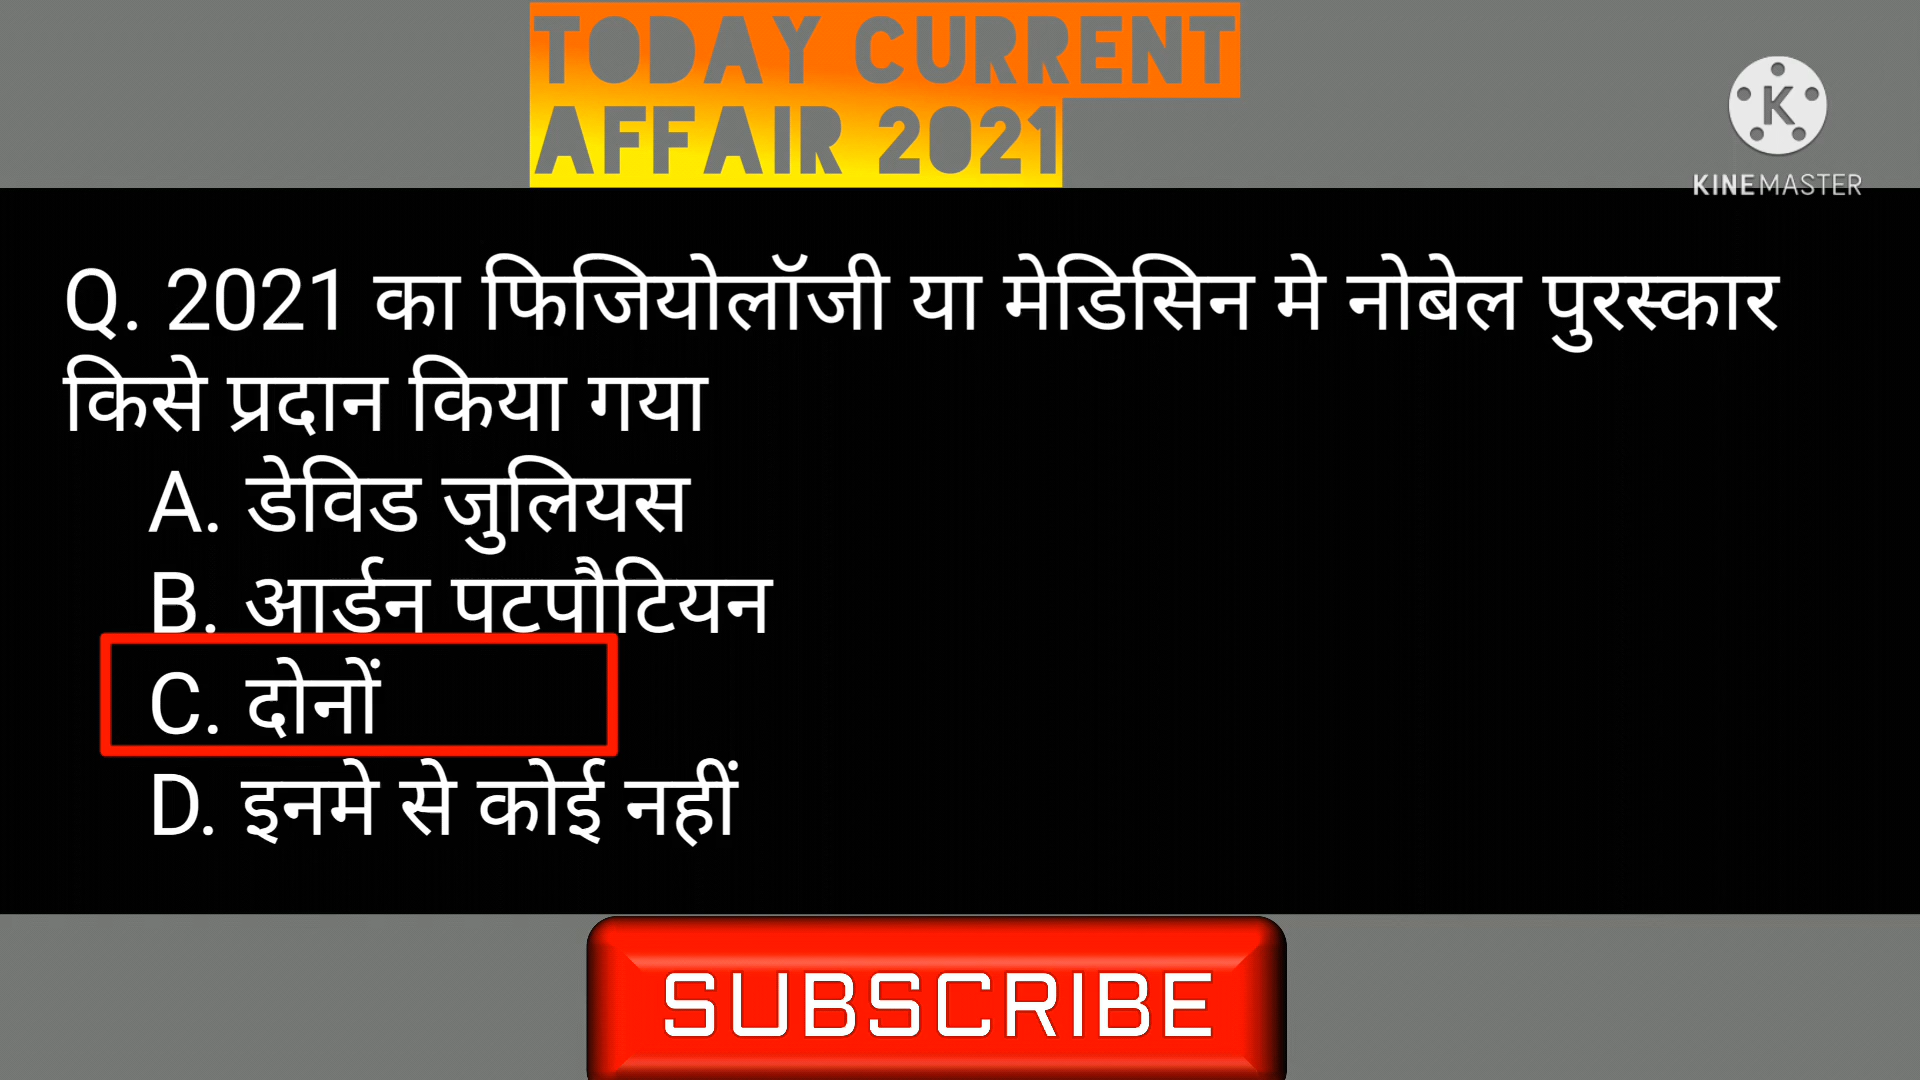 TODAY CURRENT
AFFAIR 2021
K
KINEMASTER
Q. 2021 का फिजियोलॉजी या मेडिसिन मे नोबेल पुरस्कार
किसे प्रदान किया गया
A. डेविड जुलियस
B. आर्डन पटपौटियन
C. दोनों
D. इनमे से कोई नहीं
SUBSCRIBE